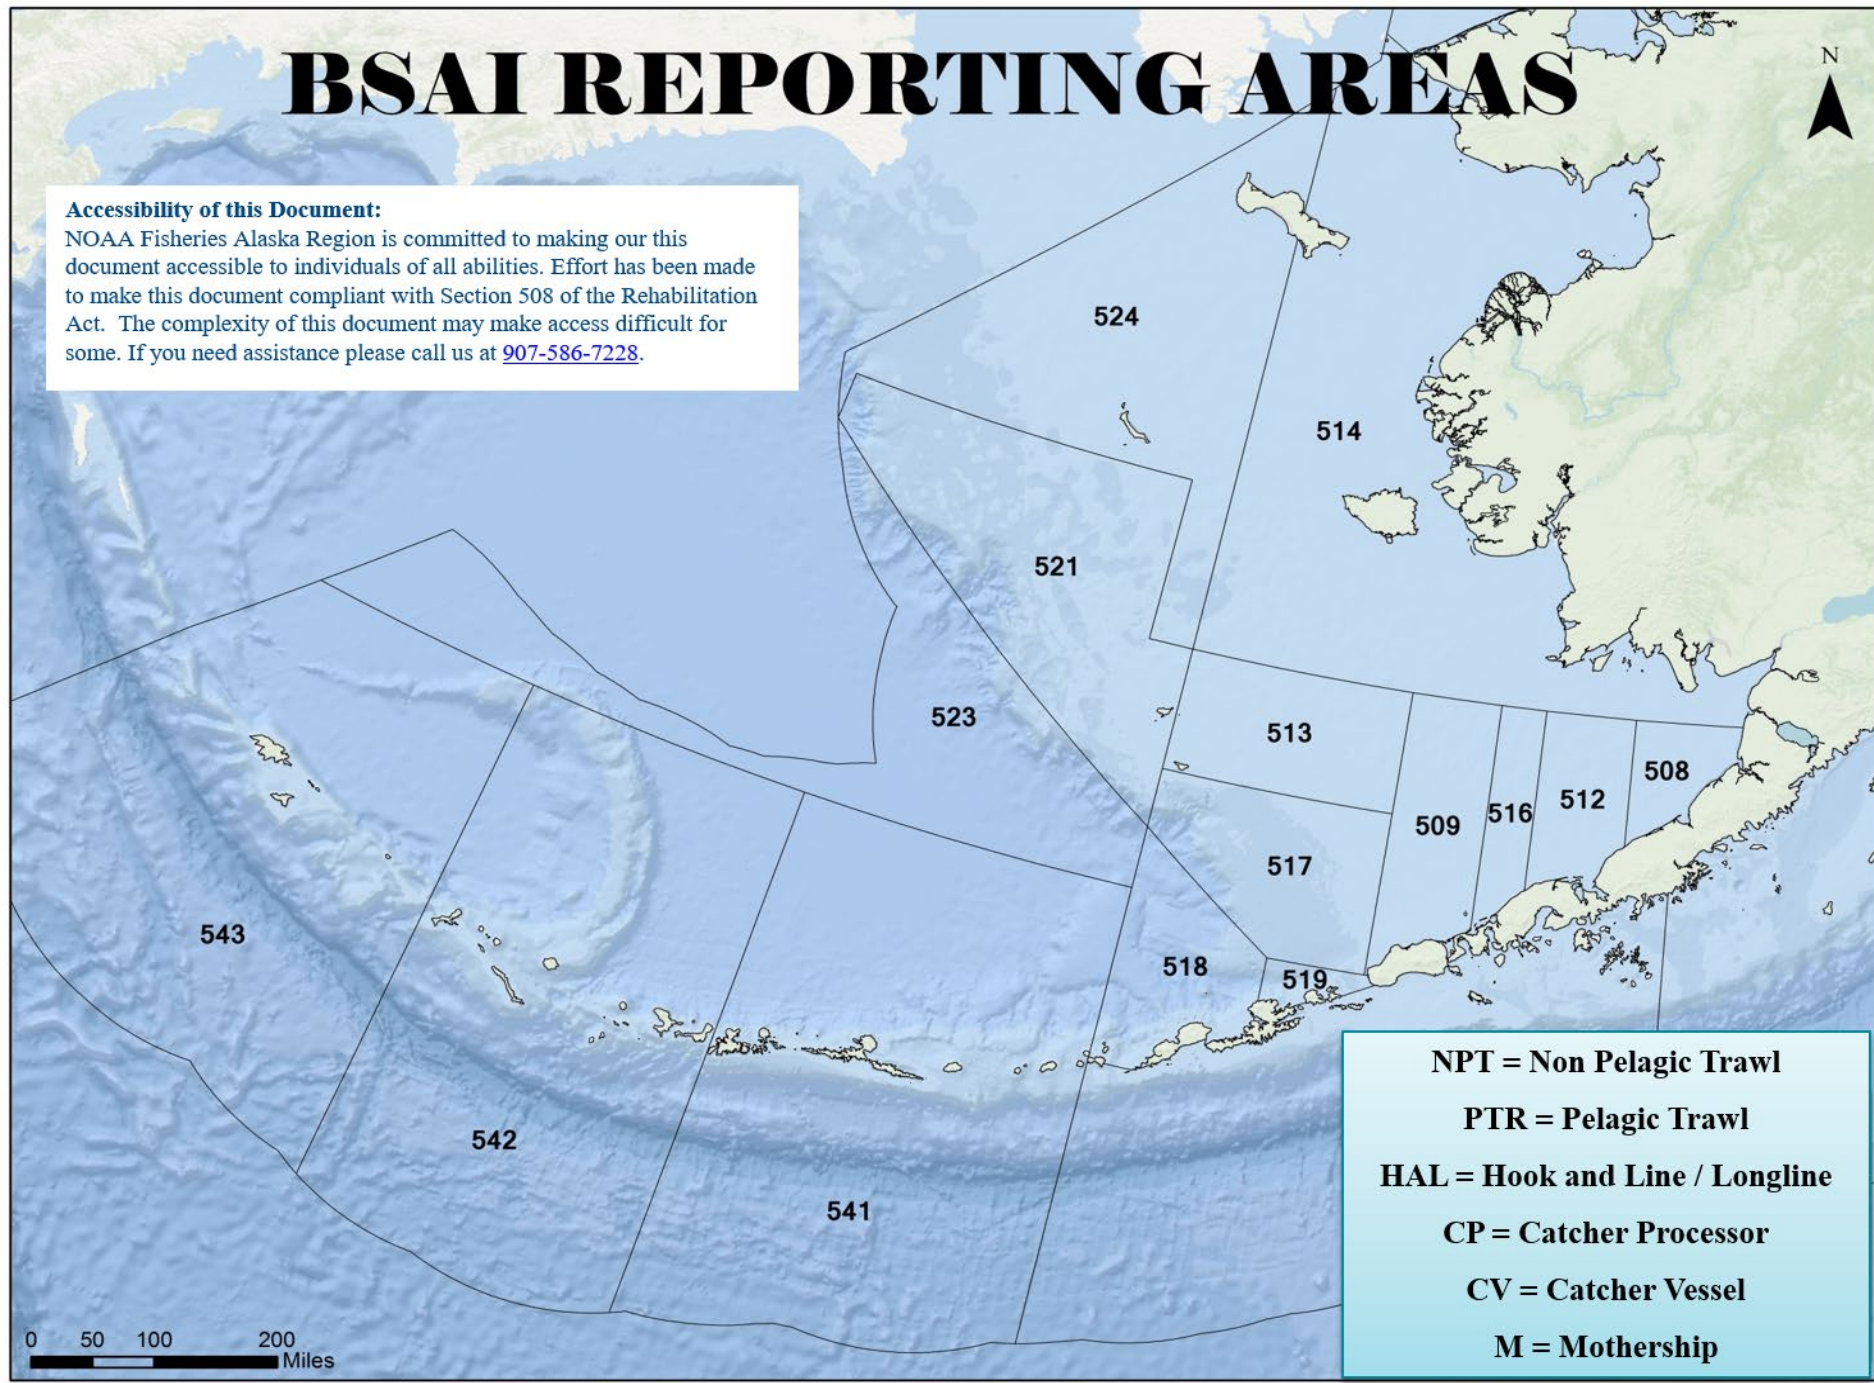 BSAI REPORTING AREAS
N
Accessibility of this Document:
NOAA Fisheries Alaska Region is committed to making our this
document accessible to individuals of all abilities. Effort has been made
to make this document compliant with Section 508 of the Rehabilitation
Act.  The complexity of this document may make access difficult for
some. If you need assistance please call us at 907-586-7228.
524
514
521
523
513
508
512
516
509
517
543
518
519
542
541
NPT = Non Pelagic Trawl
PTR = Pelagic Trawl
HAL = Hook and Line / Longline
CP = Catcher Processor
CV = Catcher Vessel
M = Mothership
0 50 100 200
Miles